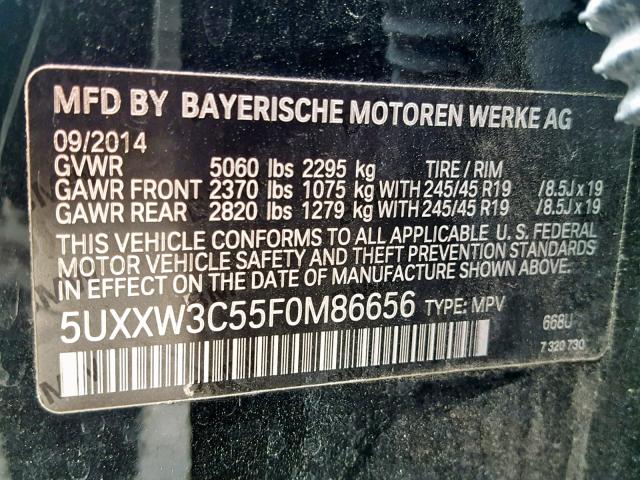 MFD BY BAYERISCHE MOTOREN WERKE AG
09/2014
GVWR 5060 lbs 2295 kg TIRE / RIM
GAWR FRONT 2370 lbs 1075 kg WITH 245/45 R19 /8.5J x 19
GAWR REAR 2820 lbs 1279 kg WITH 245/45 R19 /8.5J x 19
THIS VEHICLE CONFORMS TO ALL APPLICABLE U. S. FEDERAL
MOTOR VEHICLE SAFETY AND THEFT PREVENTION STANDARDS
IN EFFECT ON THE DATE OF MANUFACTURE SHOWN ABOVE.
5UXXW3C55F0M86656 TYPE: MPV
668U
7 320 730